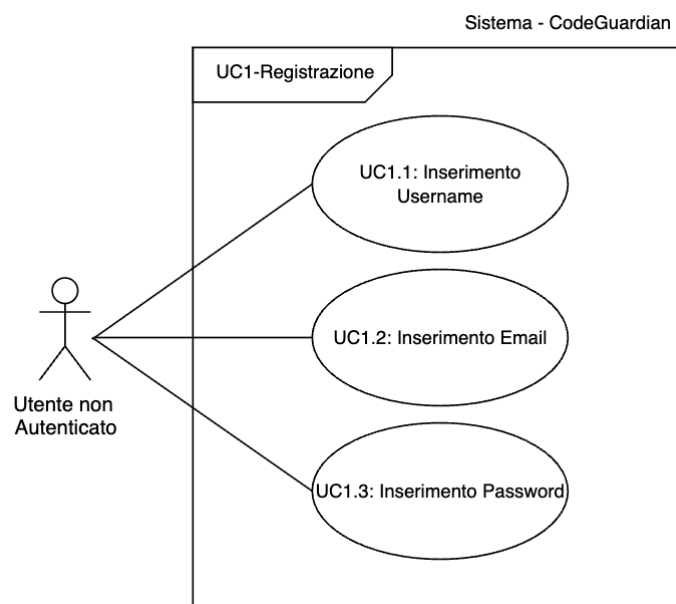 Sistema - CodeGuardian
UC1-Registrazione
UC1.1: Inserimento
Username
UC1.2: Inserimento Email
Utente non
Autenticato
UC1.3: Inserimento Password